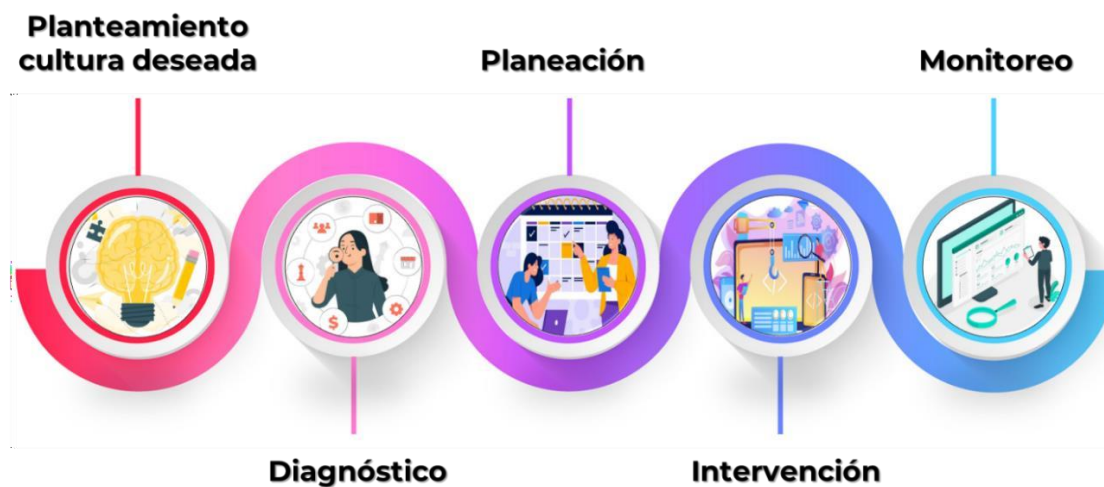 Planteamiento
cultura deseada
Diagnóstico
Planeación
Intervención
Monitoreo